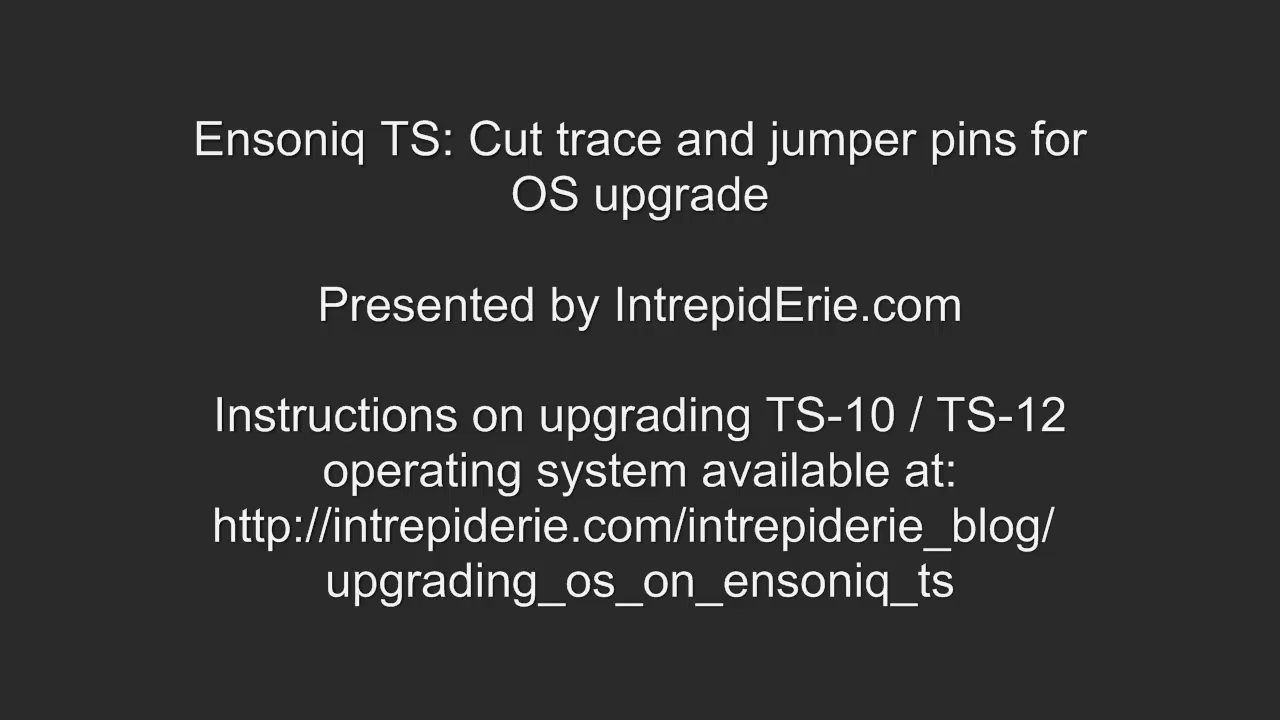 Ensoniq TS: Cut trace and jumper pins for
OS upgrade
Presented by IntrepidErie.com
Instructions on upgrading TS-10 / TS-12
operating system available at:
http://intrepiderie.com/intrepiderie_blog/
upgrading_os_on_ensoniq_ts